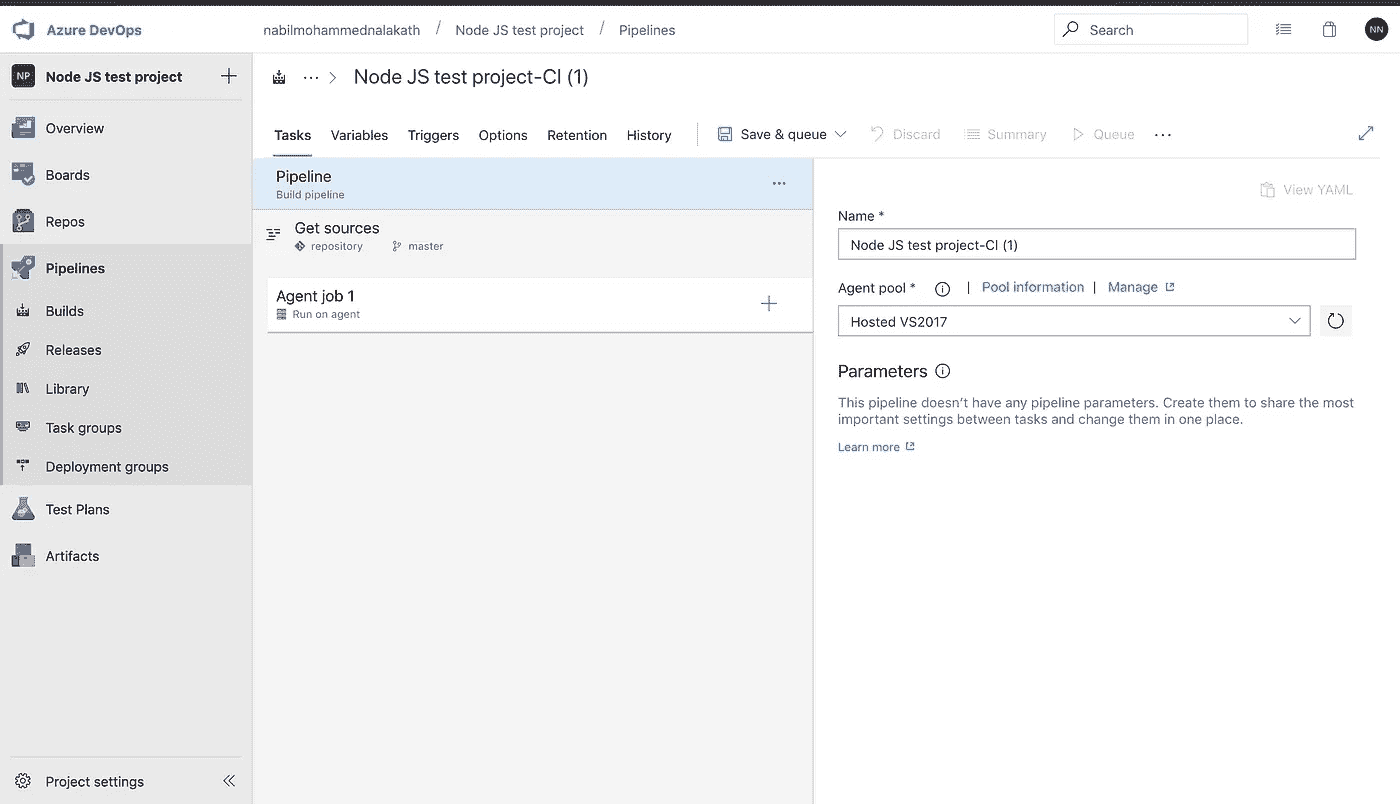 Azure DevOps
nabilmohammednalakath / Node JS test project / Pipelines
Search
NN
NP Node JS test project
Overview
Boards
Repos
Pipelines
Builds
Releases
Library
Task groups
Deployment groups
Test Plans
Artifacts
Project settings
... > Node JS test project-CI (1)
Tasks Variables Triggers Options Retention History Save & queue Discard Summary Queue ...
Pipeline
Build pipeline
Get sources
repository master
Agent job 1
Run on agent
View YAML
Name *
Node JS test project-CI (1)
Agent pool * | Pool information | Manage
Hosted VS2017
Parameters
This pipeline doesn't have any pipeline parameters. Create them to share the most
important settings between tasks and change them in one place.
Learn more